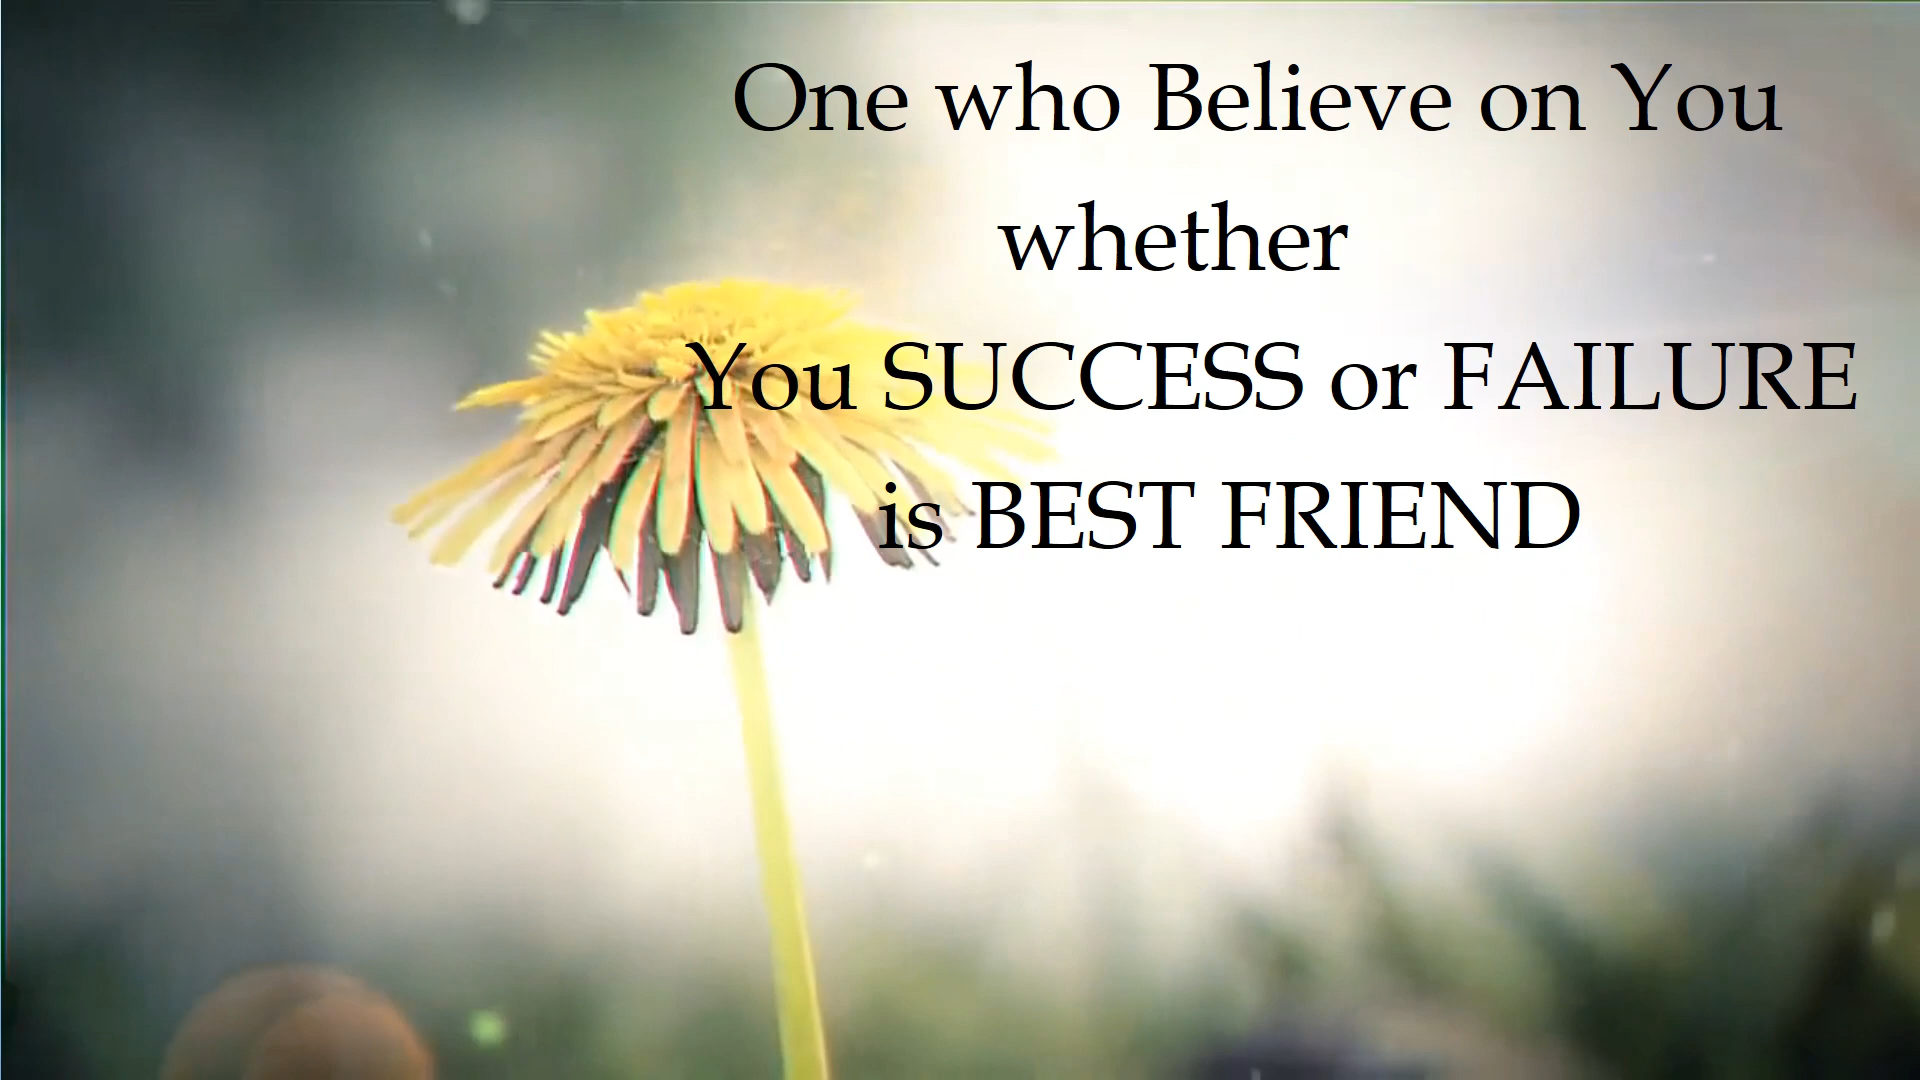 One who Believe on You
whether
You SUCCESS or FAILURE
is BEST FRIEND